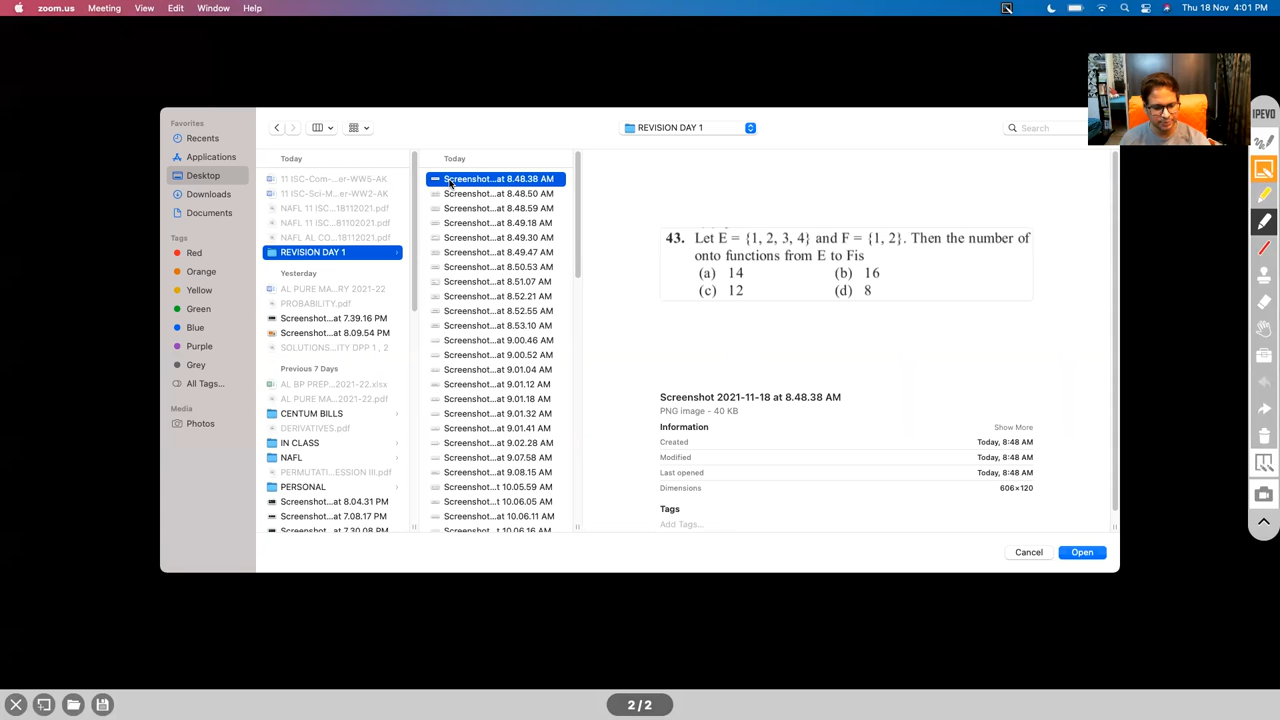 zoom.us Meeting View Edit Window Help
Thu 18 Nov 4:01 PM
IPEVO
Favorites
Recents
Applications
Desktop
Downloads
Documents
Tags
Red
Orange
Yellow
Green
Blue
Purple
Grey
All Tags...
Media
Photos
REVISION DAY 1
Search
Today
11 ISC-Com-...er-WW5-AK
11 ISC-Sci-M...er-WW2-AK
NAFL 11 ISC...18112021.pdf
NAFL 11 ISC...81102021.pdf
NAFL AL CO...18112021.pdf
REVISION DAY 1
Yesterday
AL PURE MA...RY 2021-22
PROBABILITY.pdf
Screenshot...at 7.39.16 PM
Screenshot...at 8.09.54 PM
SOLUTIONS...ITY DPP 1 , 2
Previous 7 Days
AL BP PREP...2021-22.xlsx
AL PURE MA...2021-22.pdf
CENTUM BILLS
DERIVATIVES.pdf
IN CLASS
NAFL
PERMUTATI...ESSION III.pdf
PERSONAL
Screenshot...at 8.04.31 PM
Screenshot...at 7.08.17 PM
Screenshot...at 7.30.08 PM
Today
Screenshot...at 8.48.38 AM
Screenshot...at 8.48.50 AM
Screenshot...at 8.48.59 AM
Screenshot...at 8.49.18 AM
Screenshot...at 8.49.30 AM
Screenshot...at 8.49.47 AM
Screenshot...at 8.50.53 AM
Screenshot...at 8.51.07 AM
Screenshot...at 8.52.21 AM
Screenshot...at 8.52.55 AM
Screenshot...at 8.53.10 AM
Screenshot...at 9.00.46 AM
Screenshot...at 9.00.52 AM
Screenshot...at 9.01.04 AM
Screenshot...at 9.01.12 AM
Screenshot...at 9.01.18 AM
Screenshot...at 9.01.32 AM
Screenshot...at 9.01.41 AM
Screenshot...at 9.02.28 AM
Screenshot...at 9.07.58 AM
Screenshot...at 9.08.15 AM
Screenshot...t 10.05.59 AM
Screenshot...t 10.06.05 AM
Screenshot...at 10.06.11 AM
Screenshot...t 10.06.16 AM
43. Let E = {1, 2, 3, 4} and F = {1, 2}. Then the number of
onto functions from E to Fis
(a) 14 (b) 16
(c) 12 (d) 8
Screenshot 2021-11-18 at 8.48.38 AM
PNG image - 40 KB
Information Show More
Created Today, 8:48 AM
Modified Today, 8:48 AM
Last opened Today, 8:48 AM
Dimensions 606×120
Tags
Add Tags...
Cancel Open
2/2